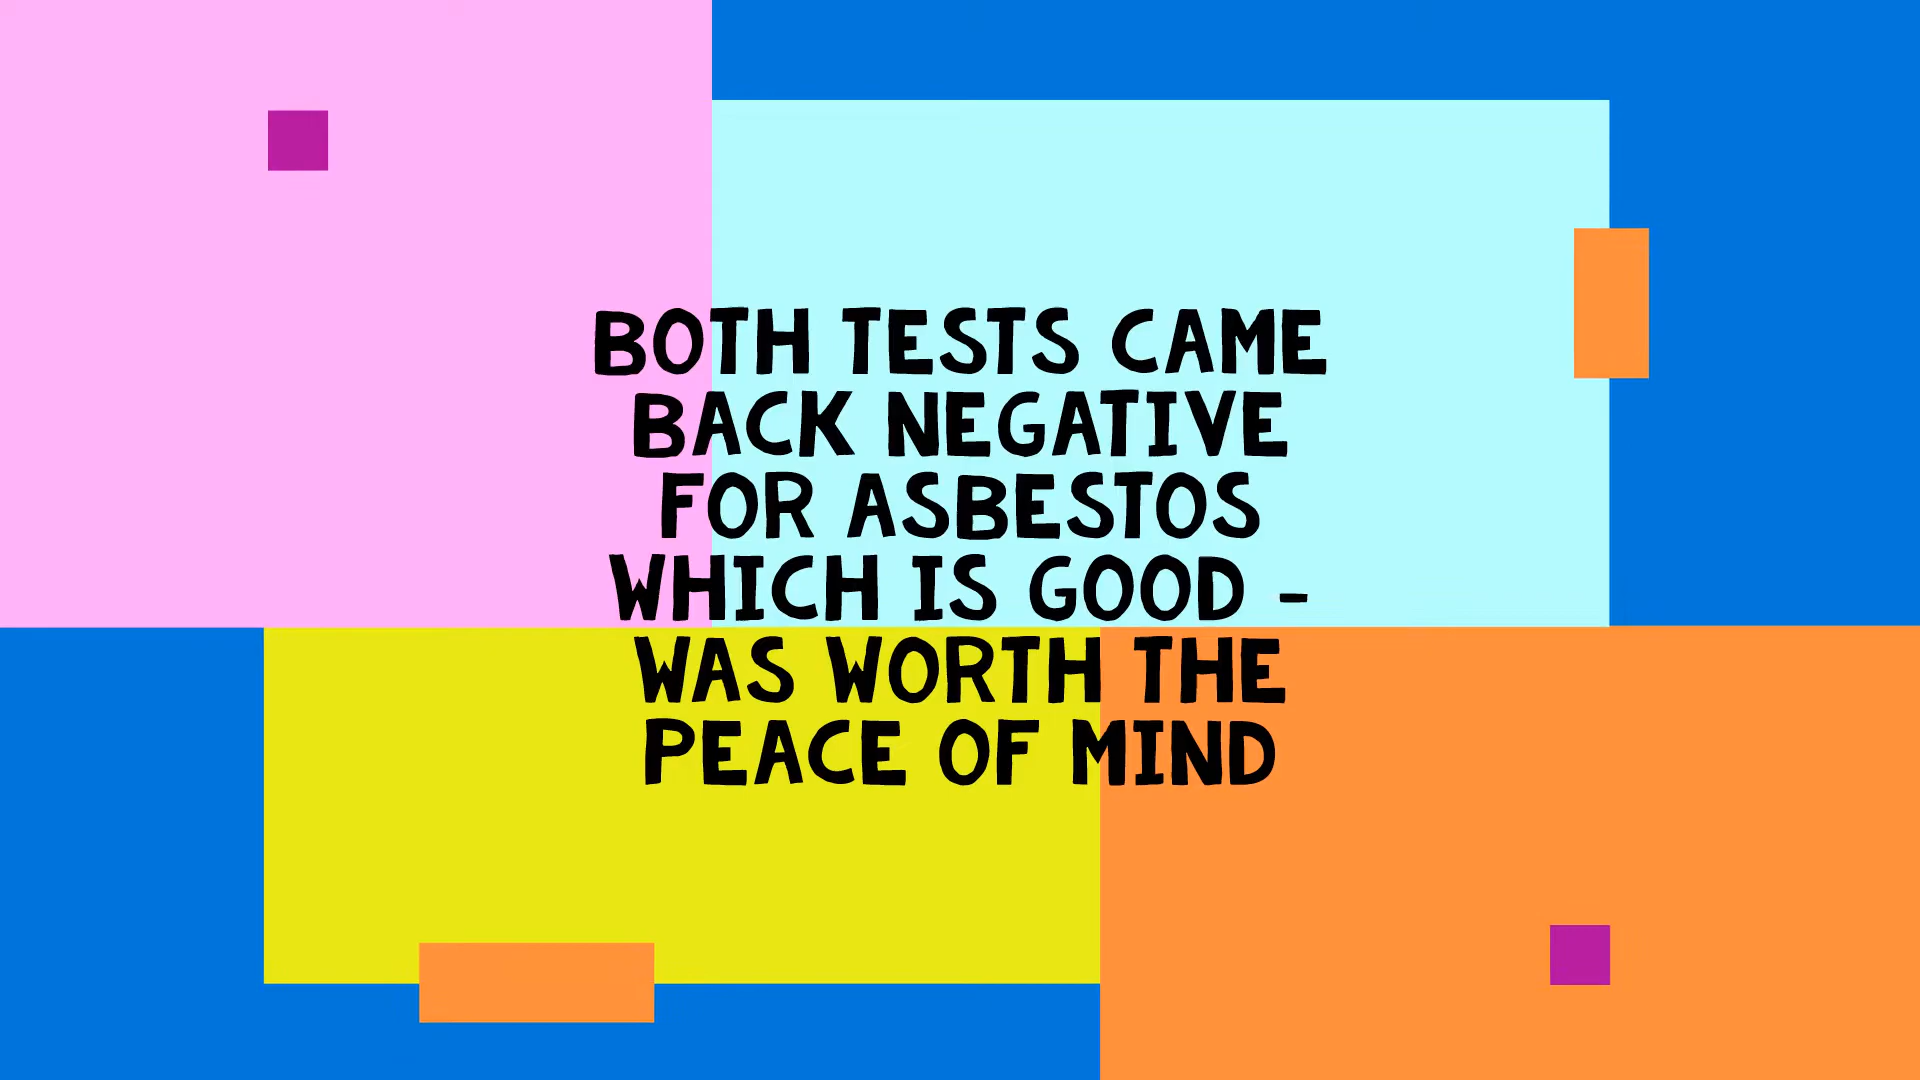 BOTH TESTS CAME
BACK NEGATIVE
FOR ASBESTOS
WHICH IS GOOD -
WAS WORTH THE
PEACE OF MIND